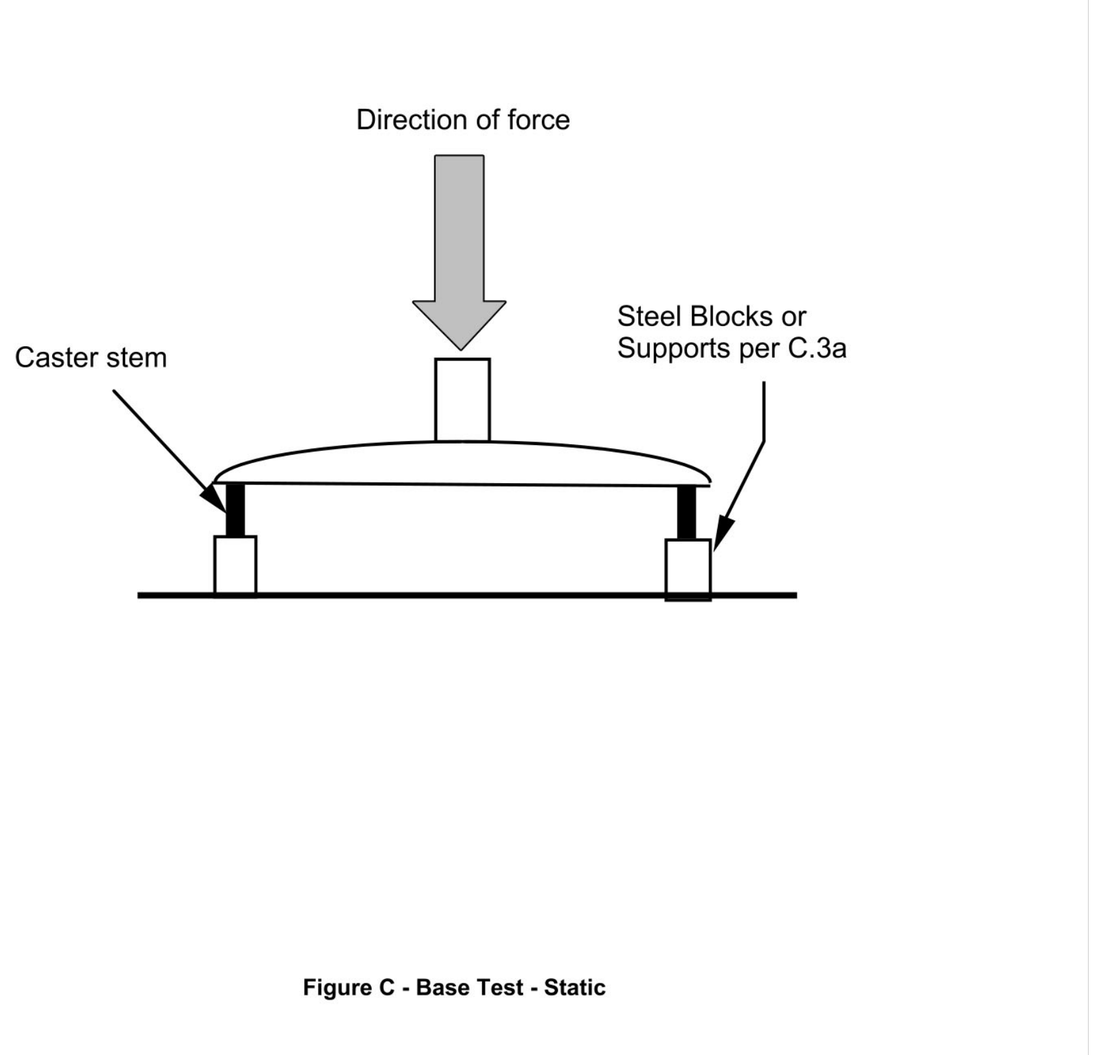 Direction of force
Steel Blocks or
Supports per C.3a
Caster stem
Figure C - Base Test - Static